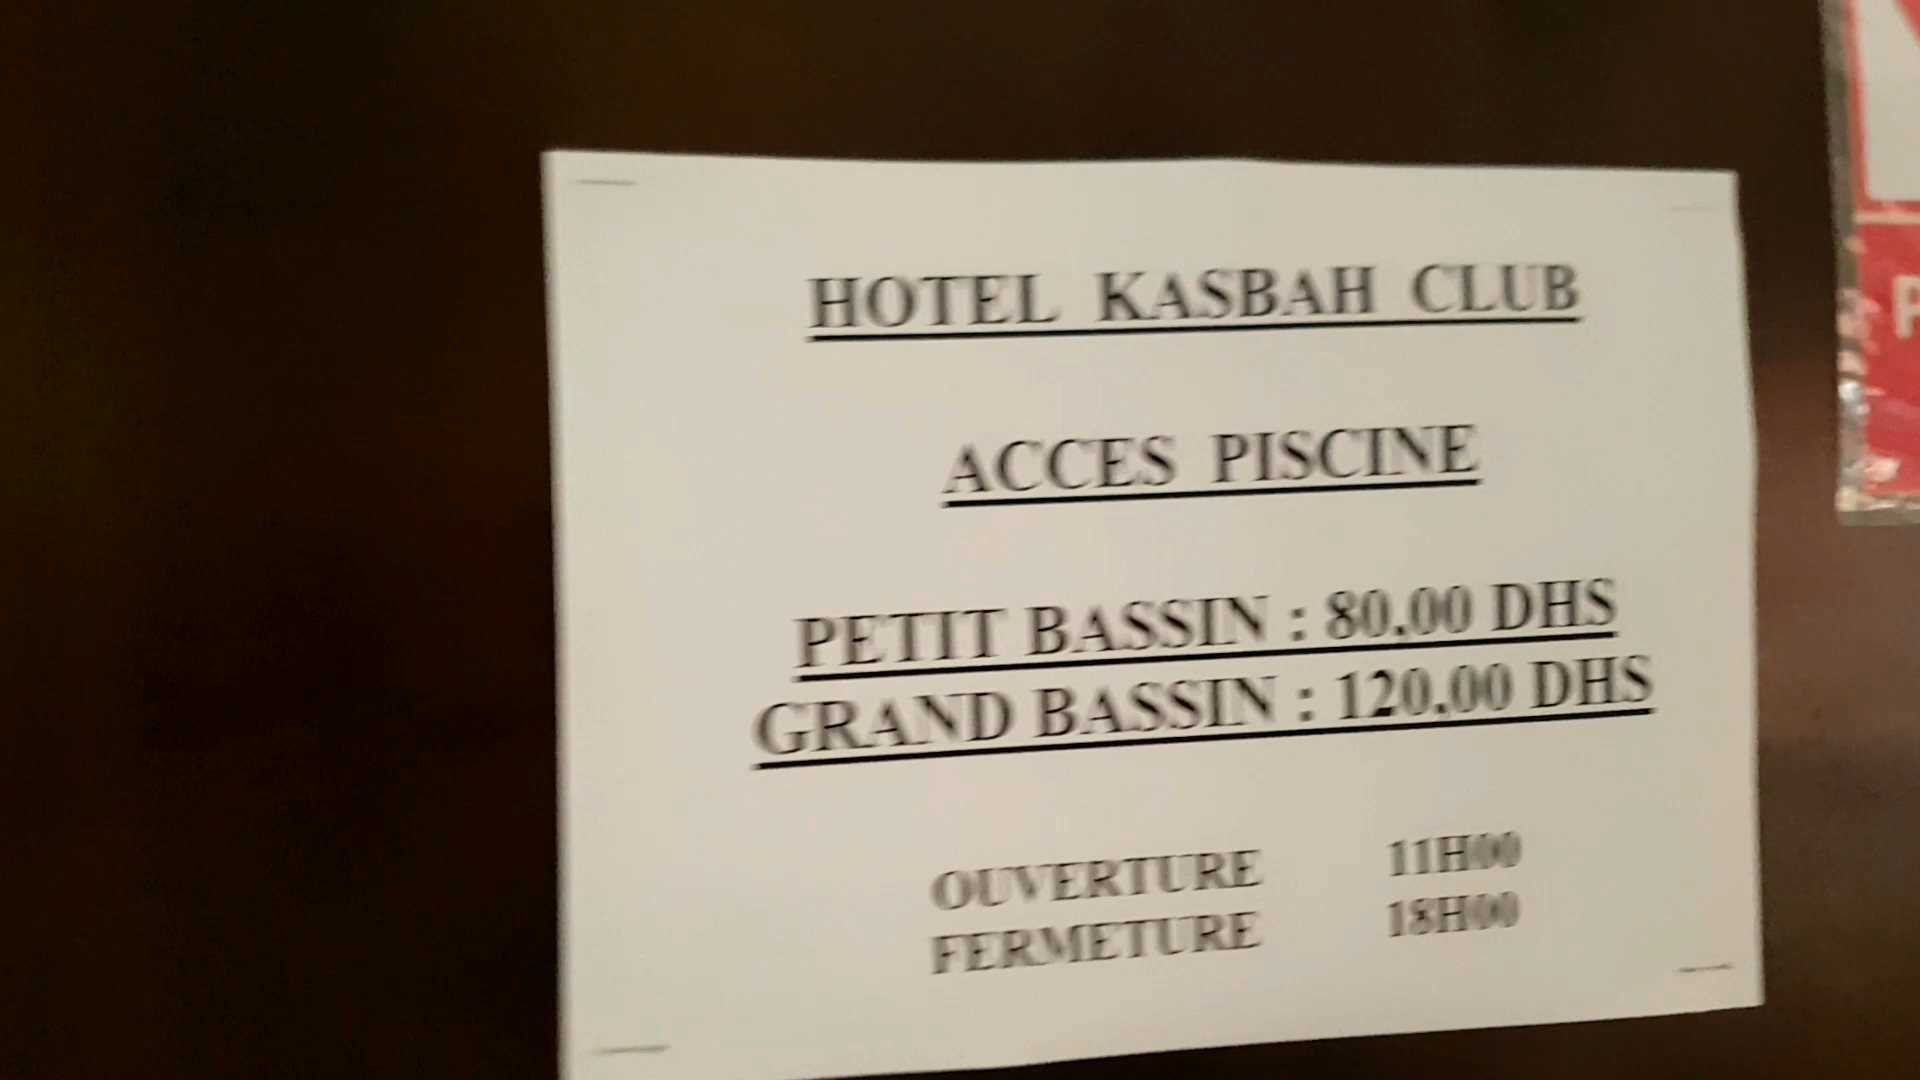 HOTEL KASBAH CLUB
ACCES PISCINE
PETIT BASSIN : 80.00 DHS
GRAND BASSIN : 120.00 DHS
OUVERTURE 11H00
FERMETURE 18H00
P